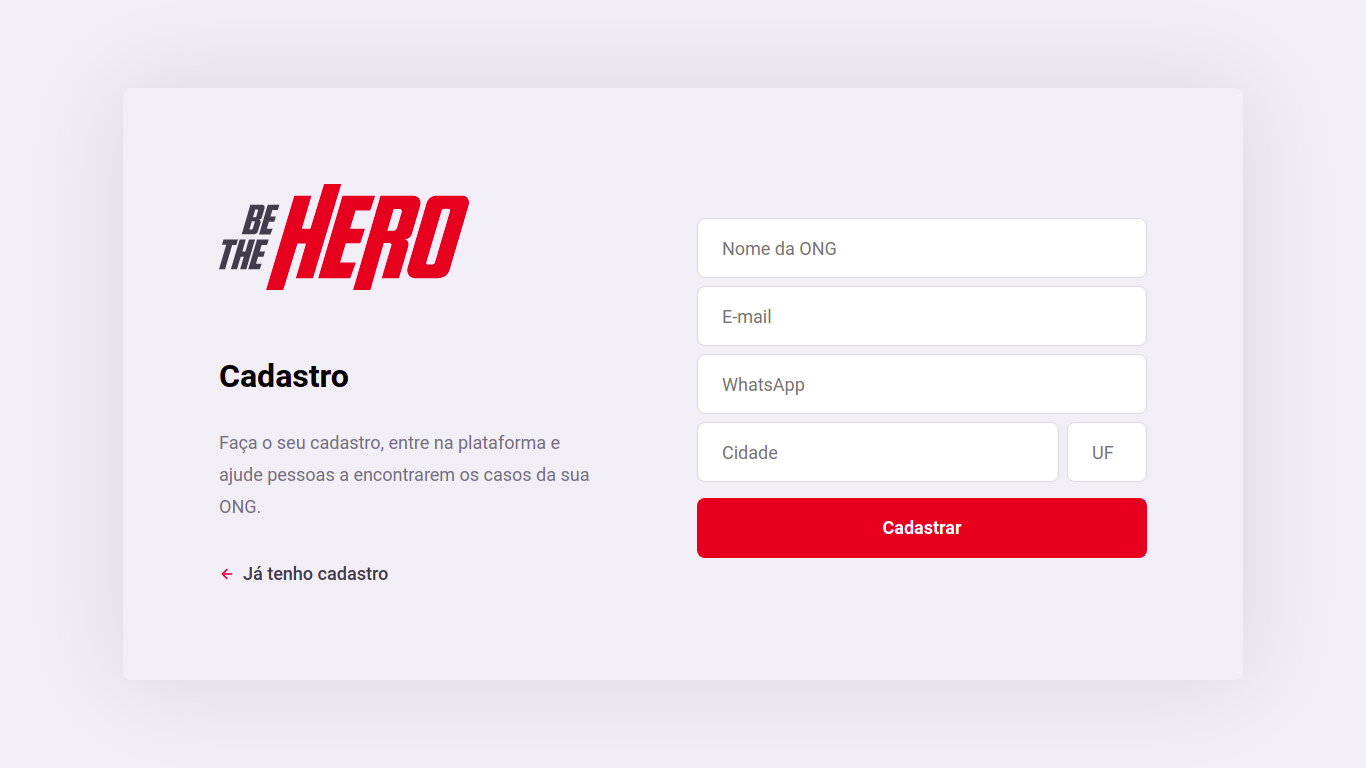 BE
THE
HERO
Cadastro
Faça o seu cadastro, entre na plataforma e
ajude pessoas a encontrarem os casos da sua
ONG.
Já tenho cadastro
Nome da ONG
E-mail
WhatsApp
Cidade
UF
Cadastrar